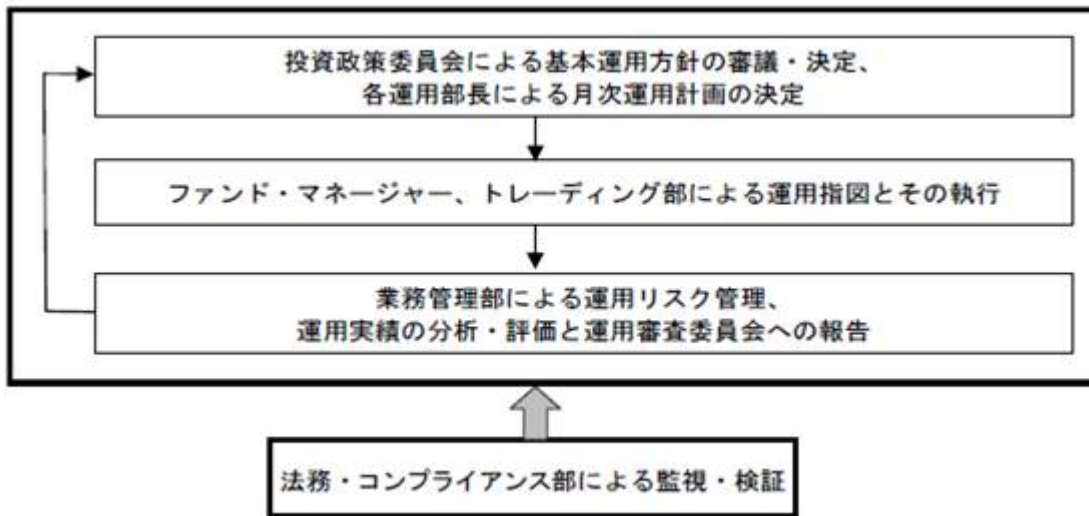 投資政策委員会による基本運用方針の審議・決定、
各運用部長による月次運用計画の決定
ファンド・マネージャー、トレーディング部による運用指図とその執行
業務管理部による運用リスク管理、
運用実績の分析・評価と運用審査委員会への報告
法務・コンプライアンス部による監視・検証